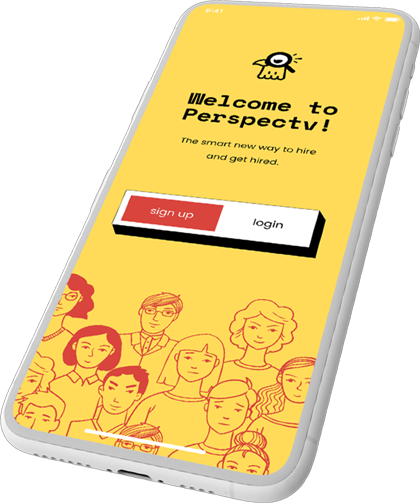 9:41
Welcome to
Perspectv!
The smart new way to hire
and get hired.
sign up
login